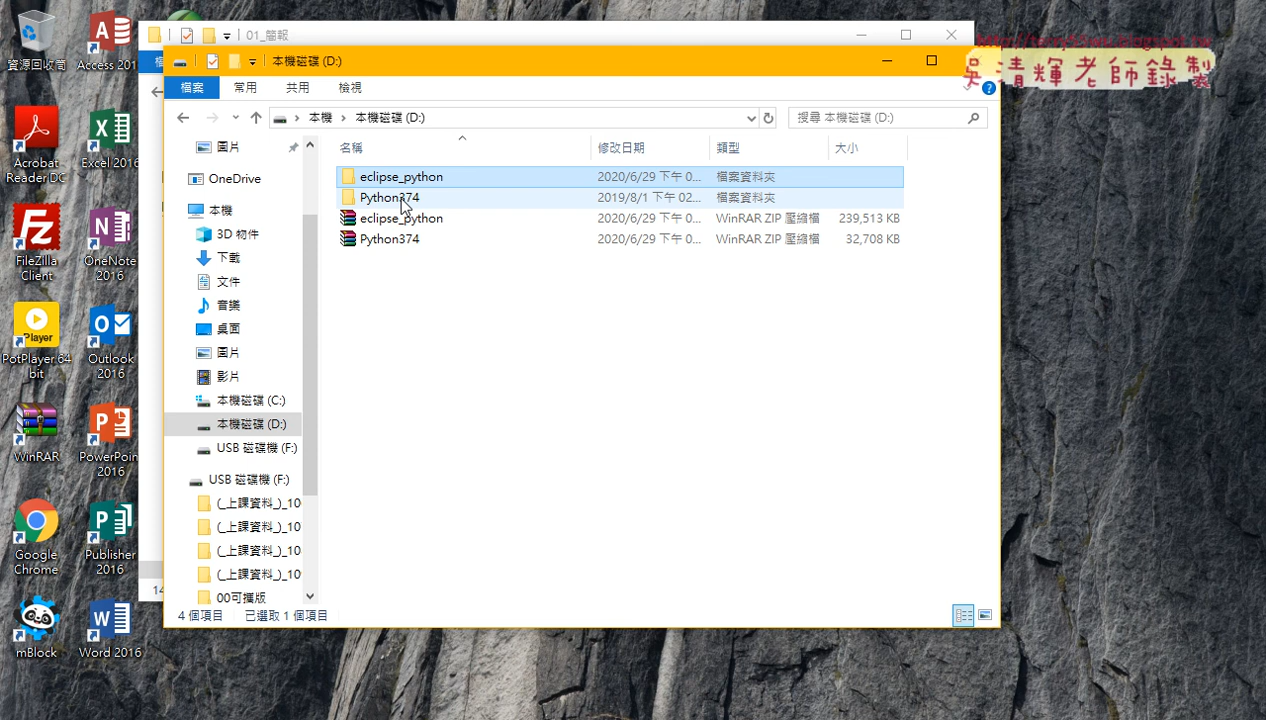 資源回收筒
Access 201
Acrobat
Reader DC
Excel 2016
FileZilla
Client
OneNote
2016
Player
PotPlayer 64
bit
Outlook
2016
WinRAR
PowerPoin
2016
Google
Chrome
Publisher
2016
mBlock
Word 2016
01_簡報
http://terry55wu.blogspot.tw
吳清輝老師錄製
本機磁碟 (D:)
檔案 常用 共用 檢視
本機 本機磁碟 (D:)
搜尋 本機磁碟 (D:)
名稱 修改日期 類型 大小
eclipse_python 2020/6/29 下午 0... 檔案資料夾
Python374 2019/8/1 下午 02... 檔案資料夾
eclipse_python 2020/6/29 下午 0... WinRAR ZIP 壓縮檔 239,513 KB
Python374 2020/6/29 下午 0... WinRAR ZIP 壓縮檔 32,708 KB
圖片
OneDrive
本機
3D 物件
下載
文件
音樂
桌面
圖片
影片
本機磁碟 (C:)
本機磁碟 (D:)
USB 磁碟機 (F:)
USB 磁碟機 (F:)
(_上課資料_)_10
(_上課資料_)_10
(_上課資料_)_10
(_上課資料_)_10
00可攜版
14
4 個項目 已選取 1 個項目